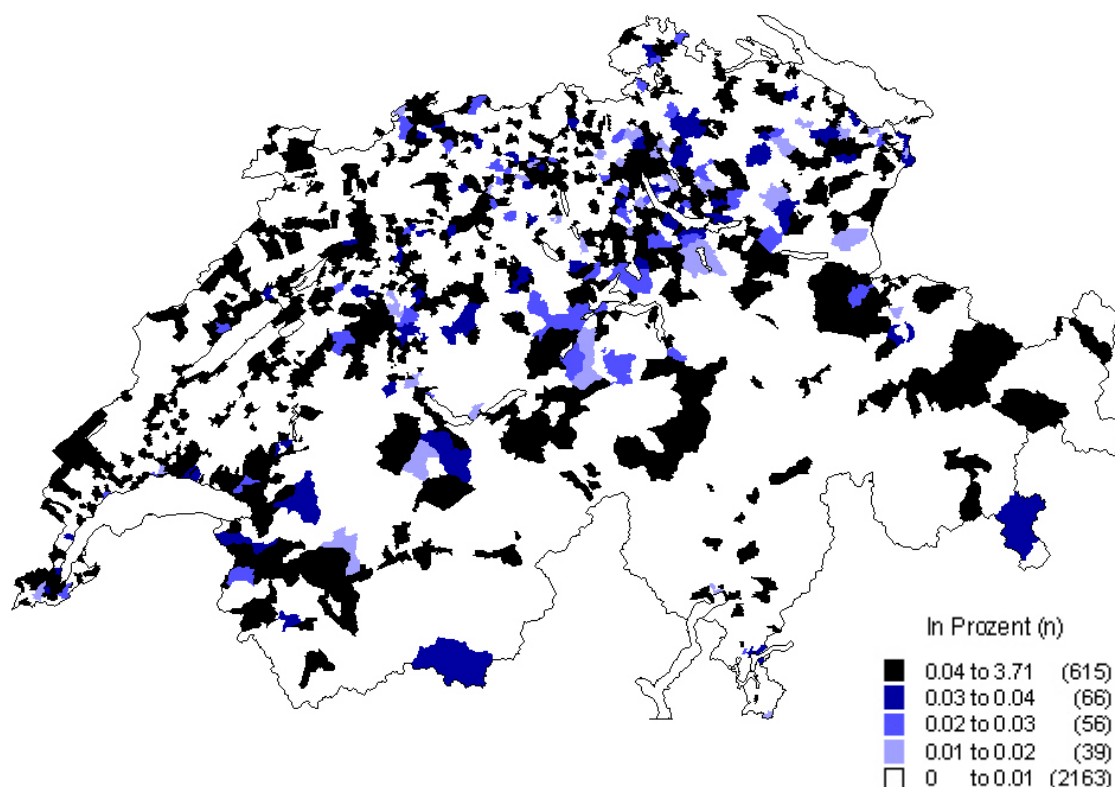 In Prozent (n)
0.04 to 3.71 (615)
0.03 to 0.04 (66)
0.02 to 0.03 (56)
0.01 to 0.02 (39)
0 to 0.01 (2163)